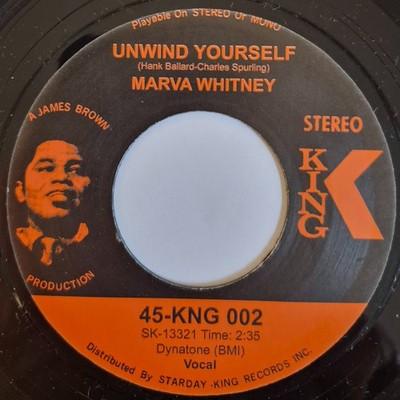 Playable On STEREO Or MONO
UNWIND YOURSELF
(Hank Ballard-Charles Spurling)
MARVA WHITNEY
A JAMES BROWN
PRODUCTION
STEREO
KING
45-KNG 002
SK-13321 Time: 2:35
Dynatone (BMI)
Vocal
Distributed By STARDAY-KING RECORDS INC.